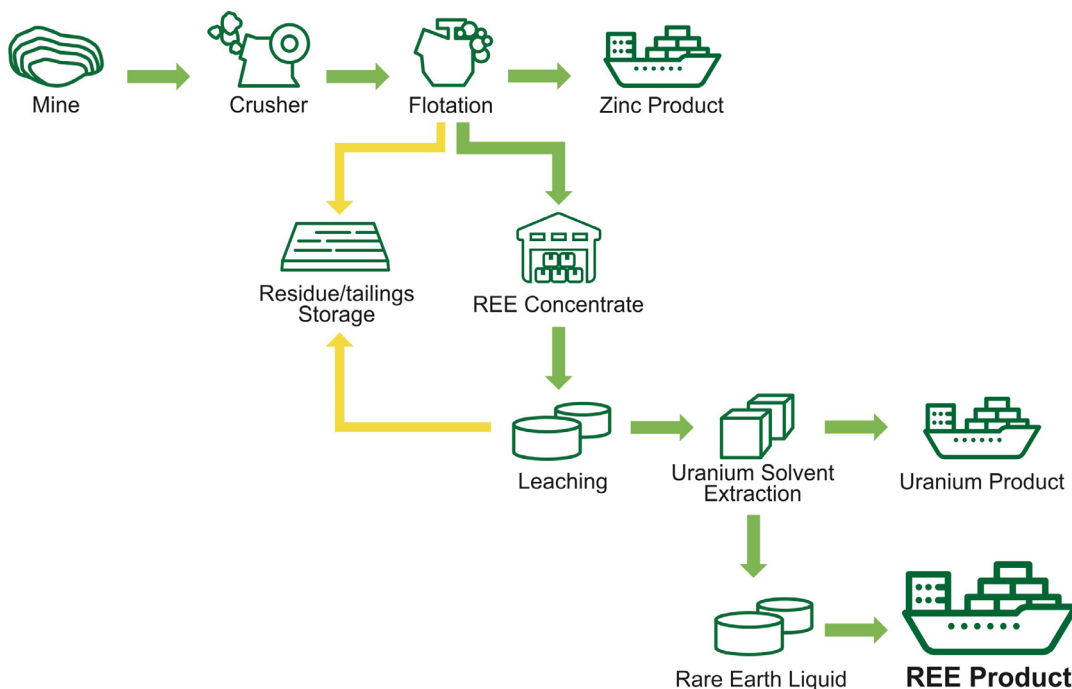 Mine
Crusher
Flotation
Zinc Product
Residue/tailings
Storage
REE Concentrate
Leaching
Uranium Solvent
Extraction
Uranium Product
Rare Earth Liquid
REE Product